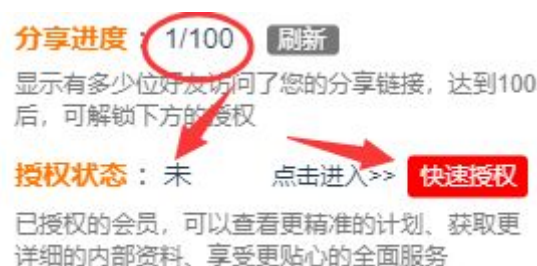 分享进度：1/100 刷新
显示有多少位好友访问了您的分享链接，达到100
后，可解锁下方的授权
授权状态：未 点击进入>> 快速授权
已授权的会员，可以查看更精准的计划、获取更
详细的内部资料、享受更贴心的全面服务